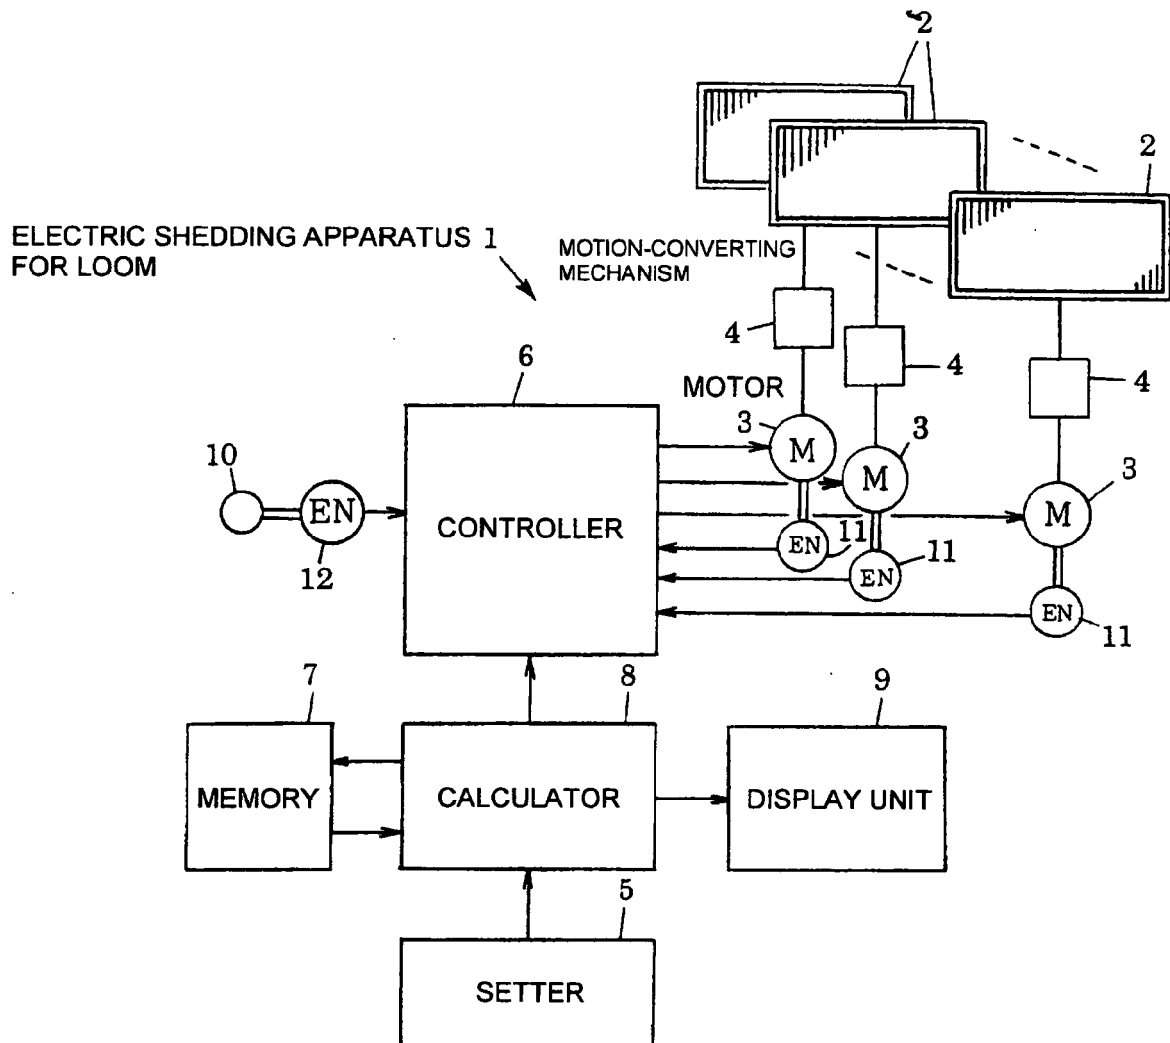 2
2
ELECTRIC SHEDDING APPARATUS 1
FOR LOOM
MOTION-CONVERTING
MECHANISM
4
4
4
6
MOTOR
3
M
3
M
3
M
10
EN
12
CONTROLLER
EN
11
EN
11
EN
11
7
8
9
MEMORY
CALCULATOR
DISPLAY UNIT
5
SETTER